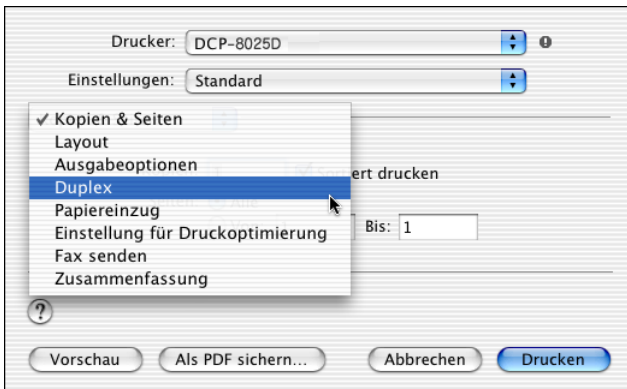 Drucker: DCP-8025D
Einstellungen: Standard
✓ Kopien & Seiten
Layout
Ausgabeoptionen
ert drucken
Duplex
Papiereinzug
Bis: 1
Einstellung für Druckoptimierung
Fax senden
Zusammenfassung
?
Vorschau Als PDF sichern... Abbrechen Drucken